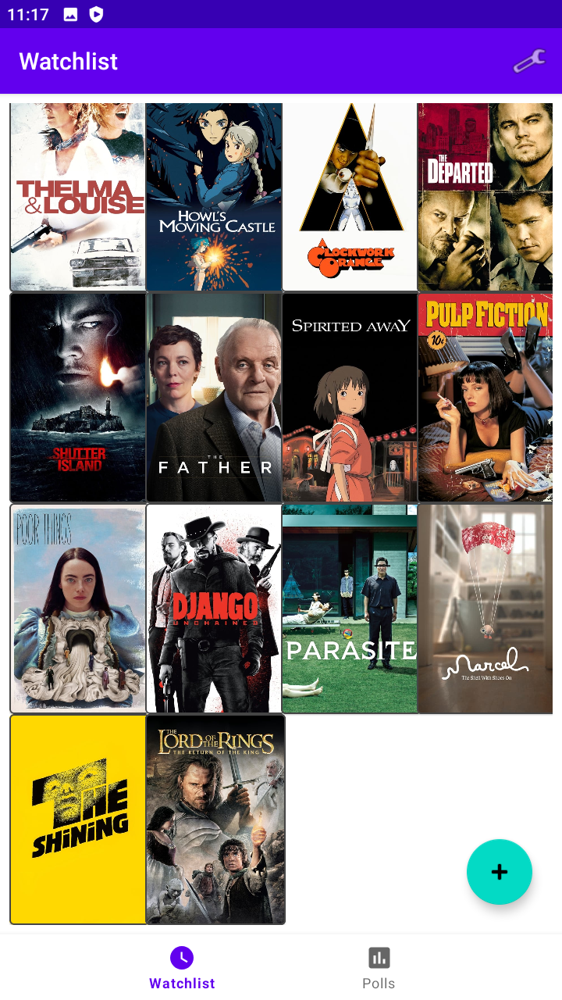 11:17
Watchlist
THELMA
& LOUISE
HOWL'S
MOVING CASTLE
A CLOCKWORK
ORANGE
THE
DEPARTED
SHUTTER
ISLAND
THE
FATHER
SPIRITED AWAY
PULP FICTION
10¢
POOR THINGS
DJANGO
UNCHAINED
PARASITE
Marcel
The Shell With Shoes On
THE
SHiNiNG
THE
LORD OF THE RINGS
THE RETURN OF THE KING
Watchlist
Polls